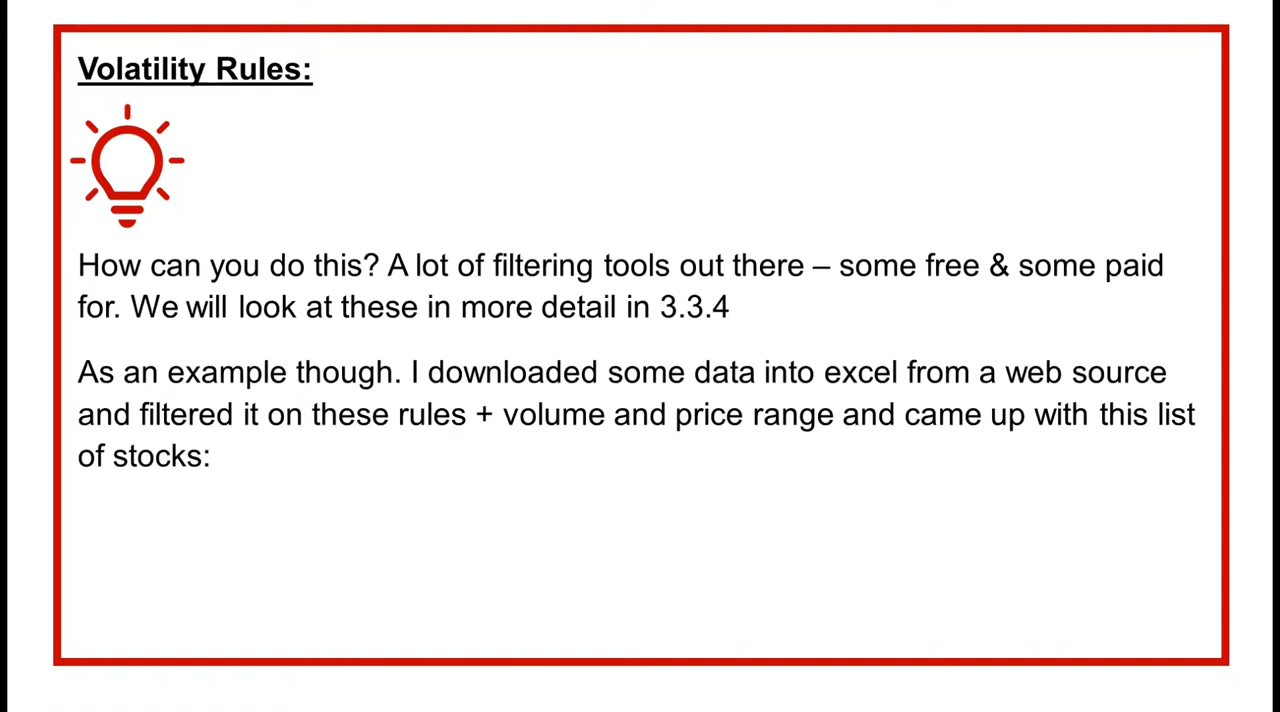 Volatility Rules:
How can you do this? A lot of filtering tools out there – some free & some paid
for. We will look at these in more detail in 3.3.4
As an example though. I downloaded some data into excel from a web source
and filtered it on these rules + volume and price range and came up with this list
of stocks: